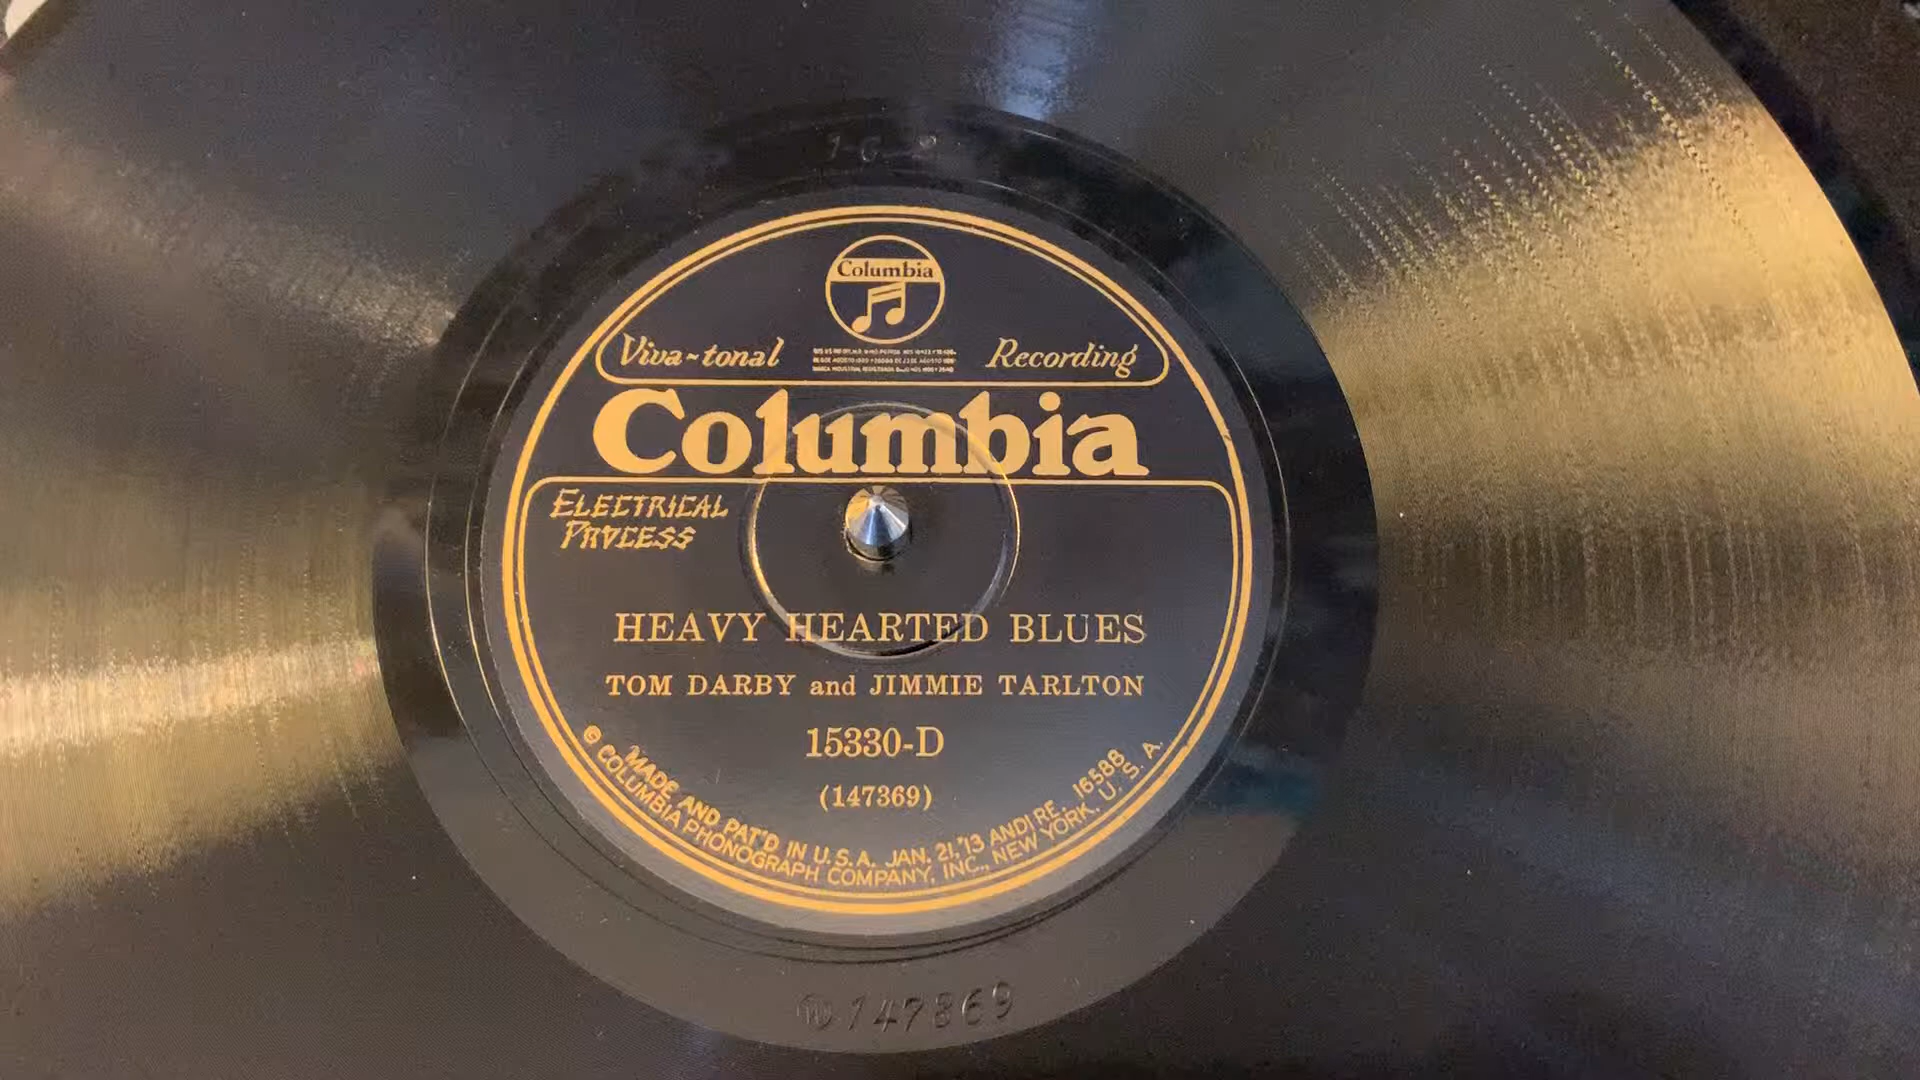 Columbia
Viva-tonal Recording
Columbia
ELECTRICAL
PROCESS
HEAVY HEARTED BLUES
TOM DARBY and JIMMIE TARLTON
15330-D
(147369)
MADE AND PAT'D IN U.S.A. JAN. 21,'13 AND RE. 16588
COLUMBIA PHONOGRAPH COMPANY, INC., NEW YORK, U.S.A.
W147369